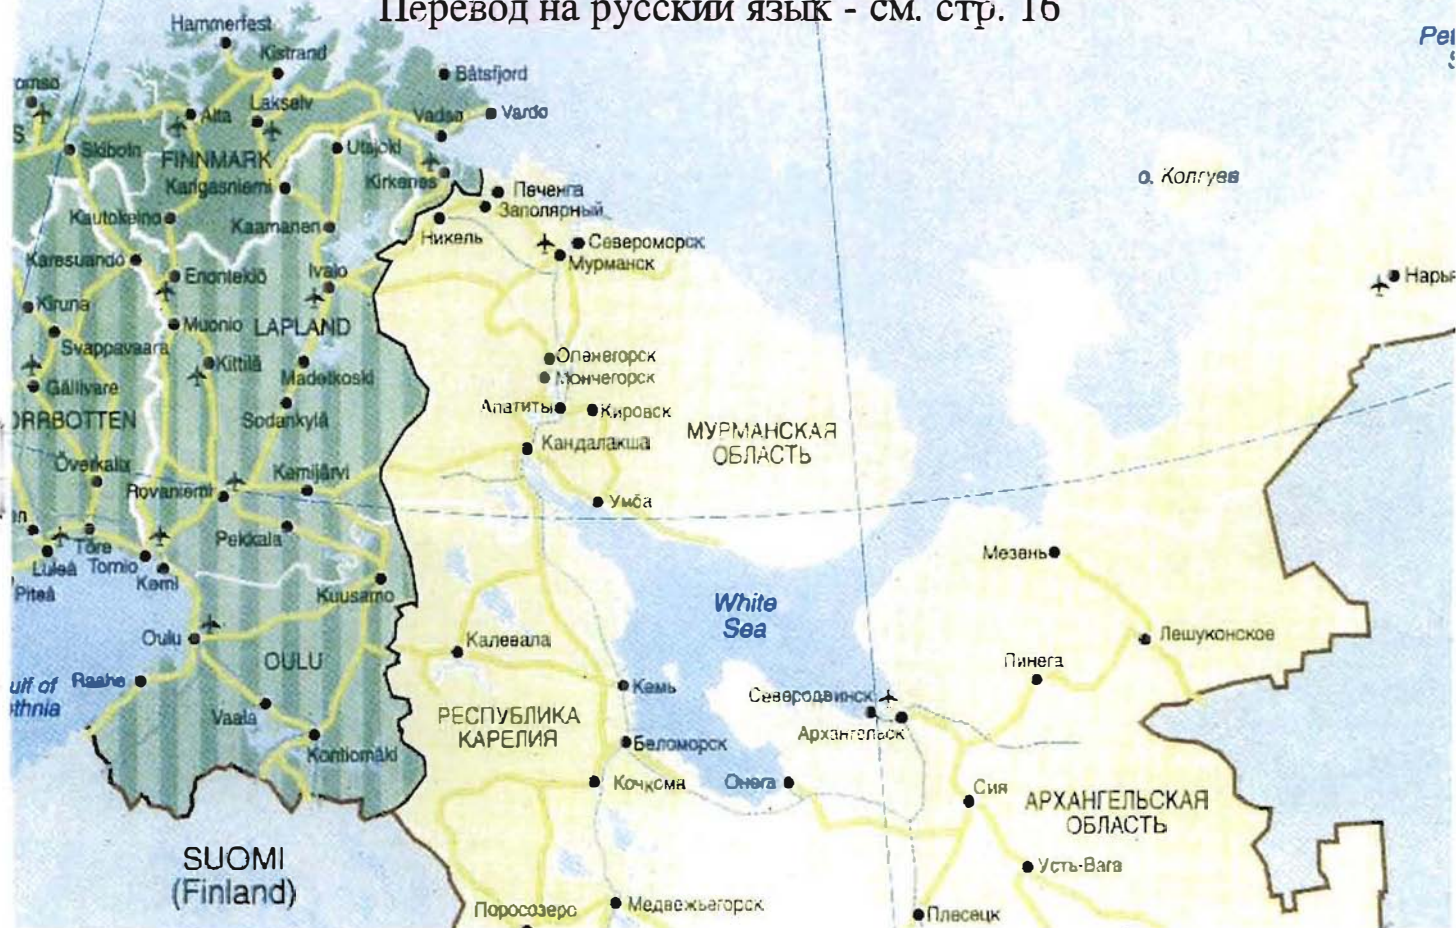 Перевод на русский язык - см. стр. 16
Hammerfest
Kistrand
Båtsfjord
Alta
Lakselv
Vadsø
Vardø
Skibotn
FINNMARK
Utsjoki
Karigasniemi
Kirkenes
Печенга
Заполярный
о. Колгуев
Kautokeino
Kaamanen
Никель
Североморск
Мурманск
Karesuando
Enontekiö
Ivalo
Kiruna
Muonio
LAPLAND
Svappavaara
Kittilä
Madetkoski
Оленегорск
Мончегорск
Gällivare
Апатиты
Кировск
Sodankylä
МУРМАНСКАЯ
ОБЛАСТЬ
Кандалакша
Överkalix
Kemijärvi
Rovaniemi
Умба
Pekkala
Töre
Luleå
Tornio
Kemi
Piteå
Kuusamo
Мезень
White
Sea
Oulu
Калевала
Лешуконское
OULU
Пинега
Raahe
Кемь
Северодвинск
Vaala
РЕСПУБЛИКА
КАРЕЛИЯ
Архангельск
Беломорск
Kontiomäki
Кочкома
Онега
Сия
АРХАНГЕЛЬСКАЯ
ОБЛАСТЬ
SUOMI
(Finland)
Усть-Вага
Поросозеро
Медвежьегорск
Плесецк